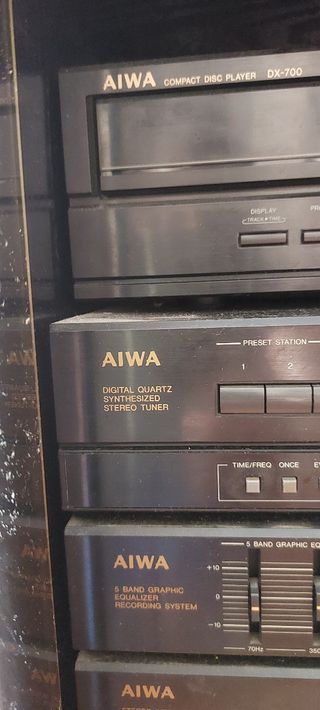 AIWA COMPACT DISC PLAYER DX-700
DISPLAY
TRACK TIME
AIWA
DIGITAL QUARTZ
SYNTHESIZED
STEREO TUNER
PRESET STATION
1 2
TIME/FREQ ONCE
AIWA
5 BAND GRAPHIC
EQUALIZER
RECORDING SYSTEM
5 BAND GRAPHIC
+10
0
-10
70Hz 350
AIWA